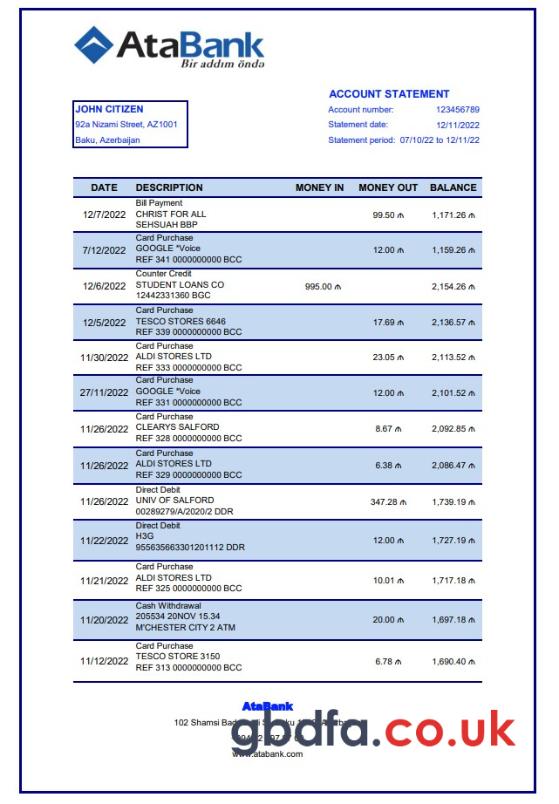 AtaBank
Bir addım öndə
ACCOUNT STATEMENT
JOHN CITIZEN
92a Nizami Street, AZ1001
Baku, Azerbaijan
Account number: 123456789
Statement date: 12/11/2022
Statement period: 07/10/22 to 12/11/22
DATE DESCRIPTION MONEY IN MONEY OUT BALANCE
Bill Payment
12/7/2022 CHRIST FOR ALL 99.50 ₼ 1,171.26 ₼
SEHSUAH BBP
Card Purchase
7/12/2022 GOOGLE *Voice 12.00 ₼ 1,159.26 ₼
REF 341 0000000000 BCC
Counter Credit
12/6/2022 STUDENT LOANS CO 995.00 ₼ 2,154.26 ₼
12442331360 BGC
Card Purchase
12/5/2022 TESCO STORES 6646 17.69 ₼ 2,136.57 ₼
REF 339 0000000000 BCC
Card Purchase
11/30/2022 ALDI STORES LTD 23.05 ₼ 2,113.52 ₼
REF 333 0000000000 BCC
Card Purchase
27/11/2022 GOOGLE *Voice 12.00 ₼ 2,101.52 ₼
REF 331 0000000000 BCC
Card Purchase
11/26/2022 CLEARYS SALFORD 8.67 ₼ 2,092.85 ₼
REF 328 0000000000 BCC
Card Purchase
11/26/2022 ALDI STORES LTD 6.38 ₼ 2,086.47 ₼
REF 329 0000000000 BCC
Direct Debit
11/26/2022 UNIV OF SALFORD 347.28 ₼ 1,739.19 ₼
00289279/A/2020/2 DDR
Direct Debit
11/22/2022 H3G 12.00 ₼ 1,727.19 ₼
955635663301201112 DDR
Card Purchase
11/21/2022 ALDI STORES LTD 10.01 ₼ 1,717.18 ₼
REF 325 0000000000 BCC
Cash Withdrawal
11/20/2022 205534 20NOV 15.34 20.00 ₼ 1,697.18 ₼
M'CHESTER CITY 2 ATM
Card Purchase
11/12/2022 TESCO STORE 3150 6.78 ₼ 1,690.40 ₼
REF 313 0000000000 BCC
AtaBank
102 Shamsi
gbdfa.co.uk
www.atabank.com